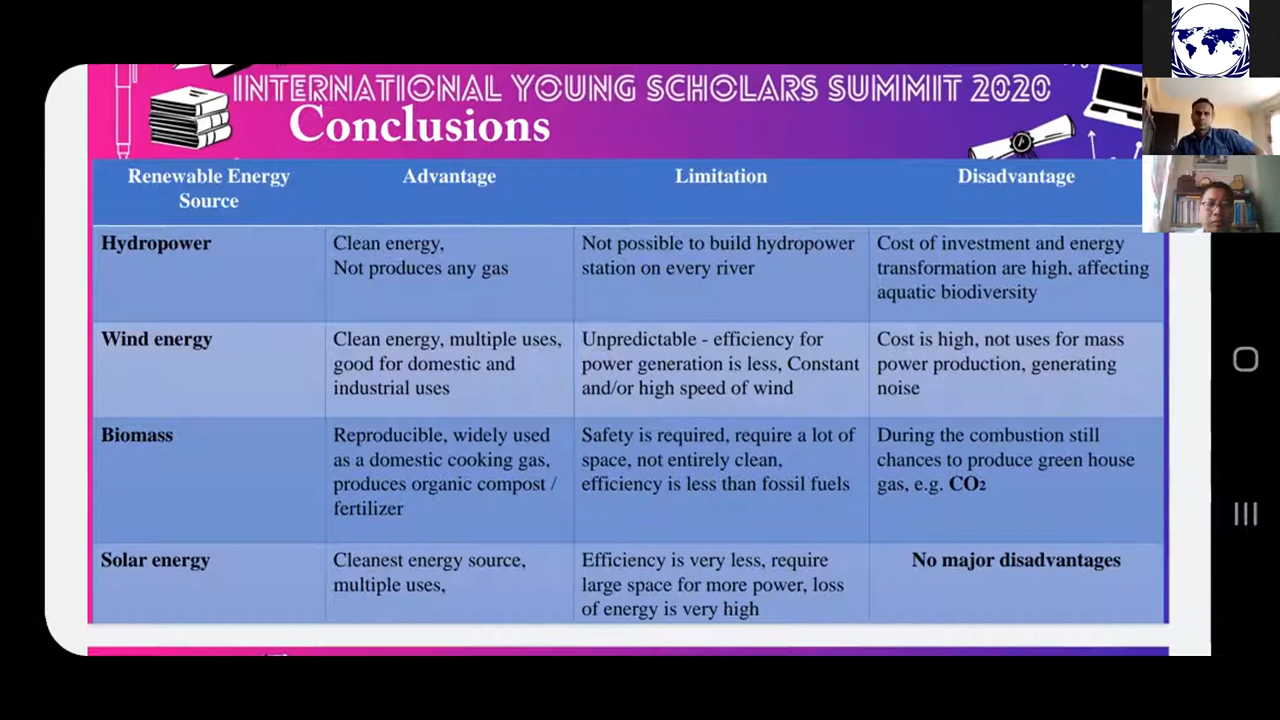 INTERNATIONAL YOUNG SCHOLARS SUMMIT 2020
Conclusions
Renewable Energy
Source
Advantage
Limitation
Disadvantage
Hydropower
Clean energy,
Not produces any gas
Not possible to build hydropower
station on every river
Cost of investment and energy
transformation are high, affecting
aquatic biodiversity
Wind energy
Clean energy, multiple uses,
good for domestic and
industrial uses
Unpredictable - efficiency for
power generation is less, Constant
and/or high speed of wind
Cost is high, not uses for mass
power production, generating
noise
Biomass
Reproducible, widely used
as a domestic cooking gas,
produces organic compost /
fertilizer
Safety is required, require a lot of
space, not entirely clean,
efficiency is less than fossil fuels
During the combustion still
chances to produce green house
gas, e.g. CO₂
Solar energy
Cleanest energy source,
multiple uses,
Efficiency is very less, require
large space for more power, loss
of energy is very high
No major disadvantages